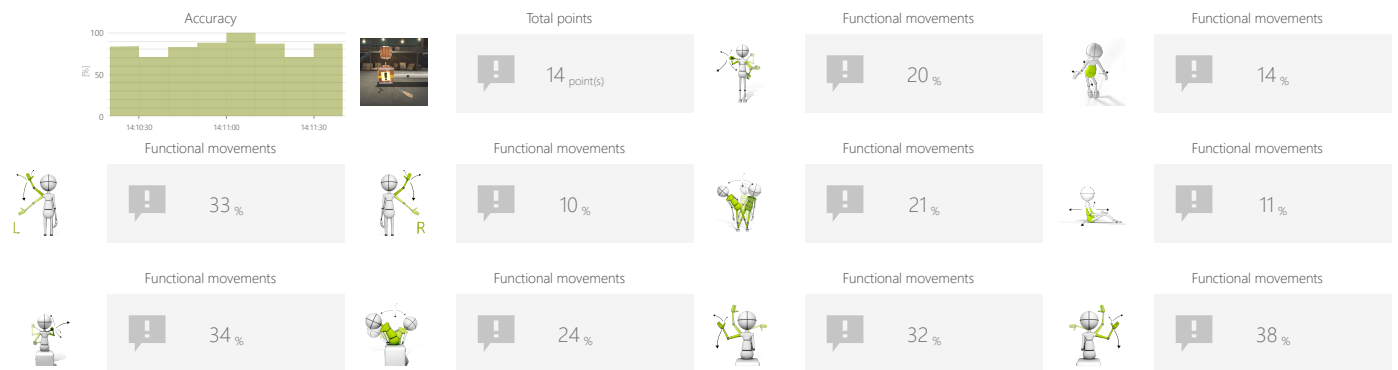 Accuracy
100
50
0
[%]
14:10:30
14:11:00
14:11:30
Total points
14 point(s)
Functional movements
20 %
Functional movements
14 %
Functional movements
L
33 %
Functional movements
R
10 %
Functional movements
21 %
Functional movements
11 %
Functional movements
34 %
Functional movements
24 %
Functional movements
32 %
Functional movements
38 %